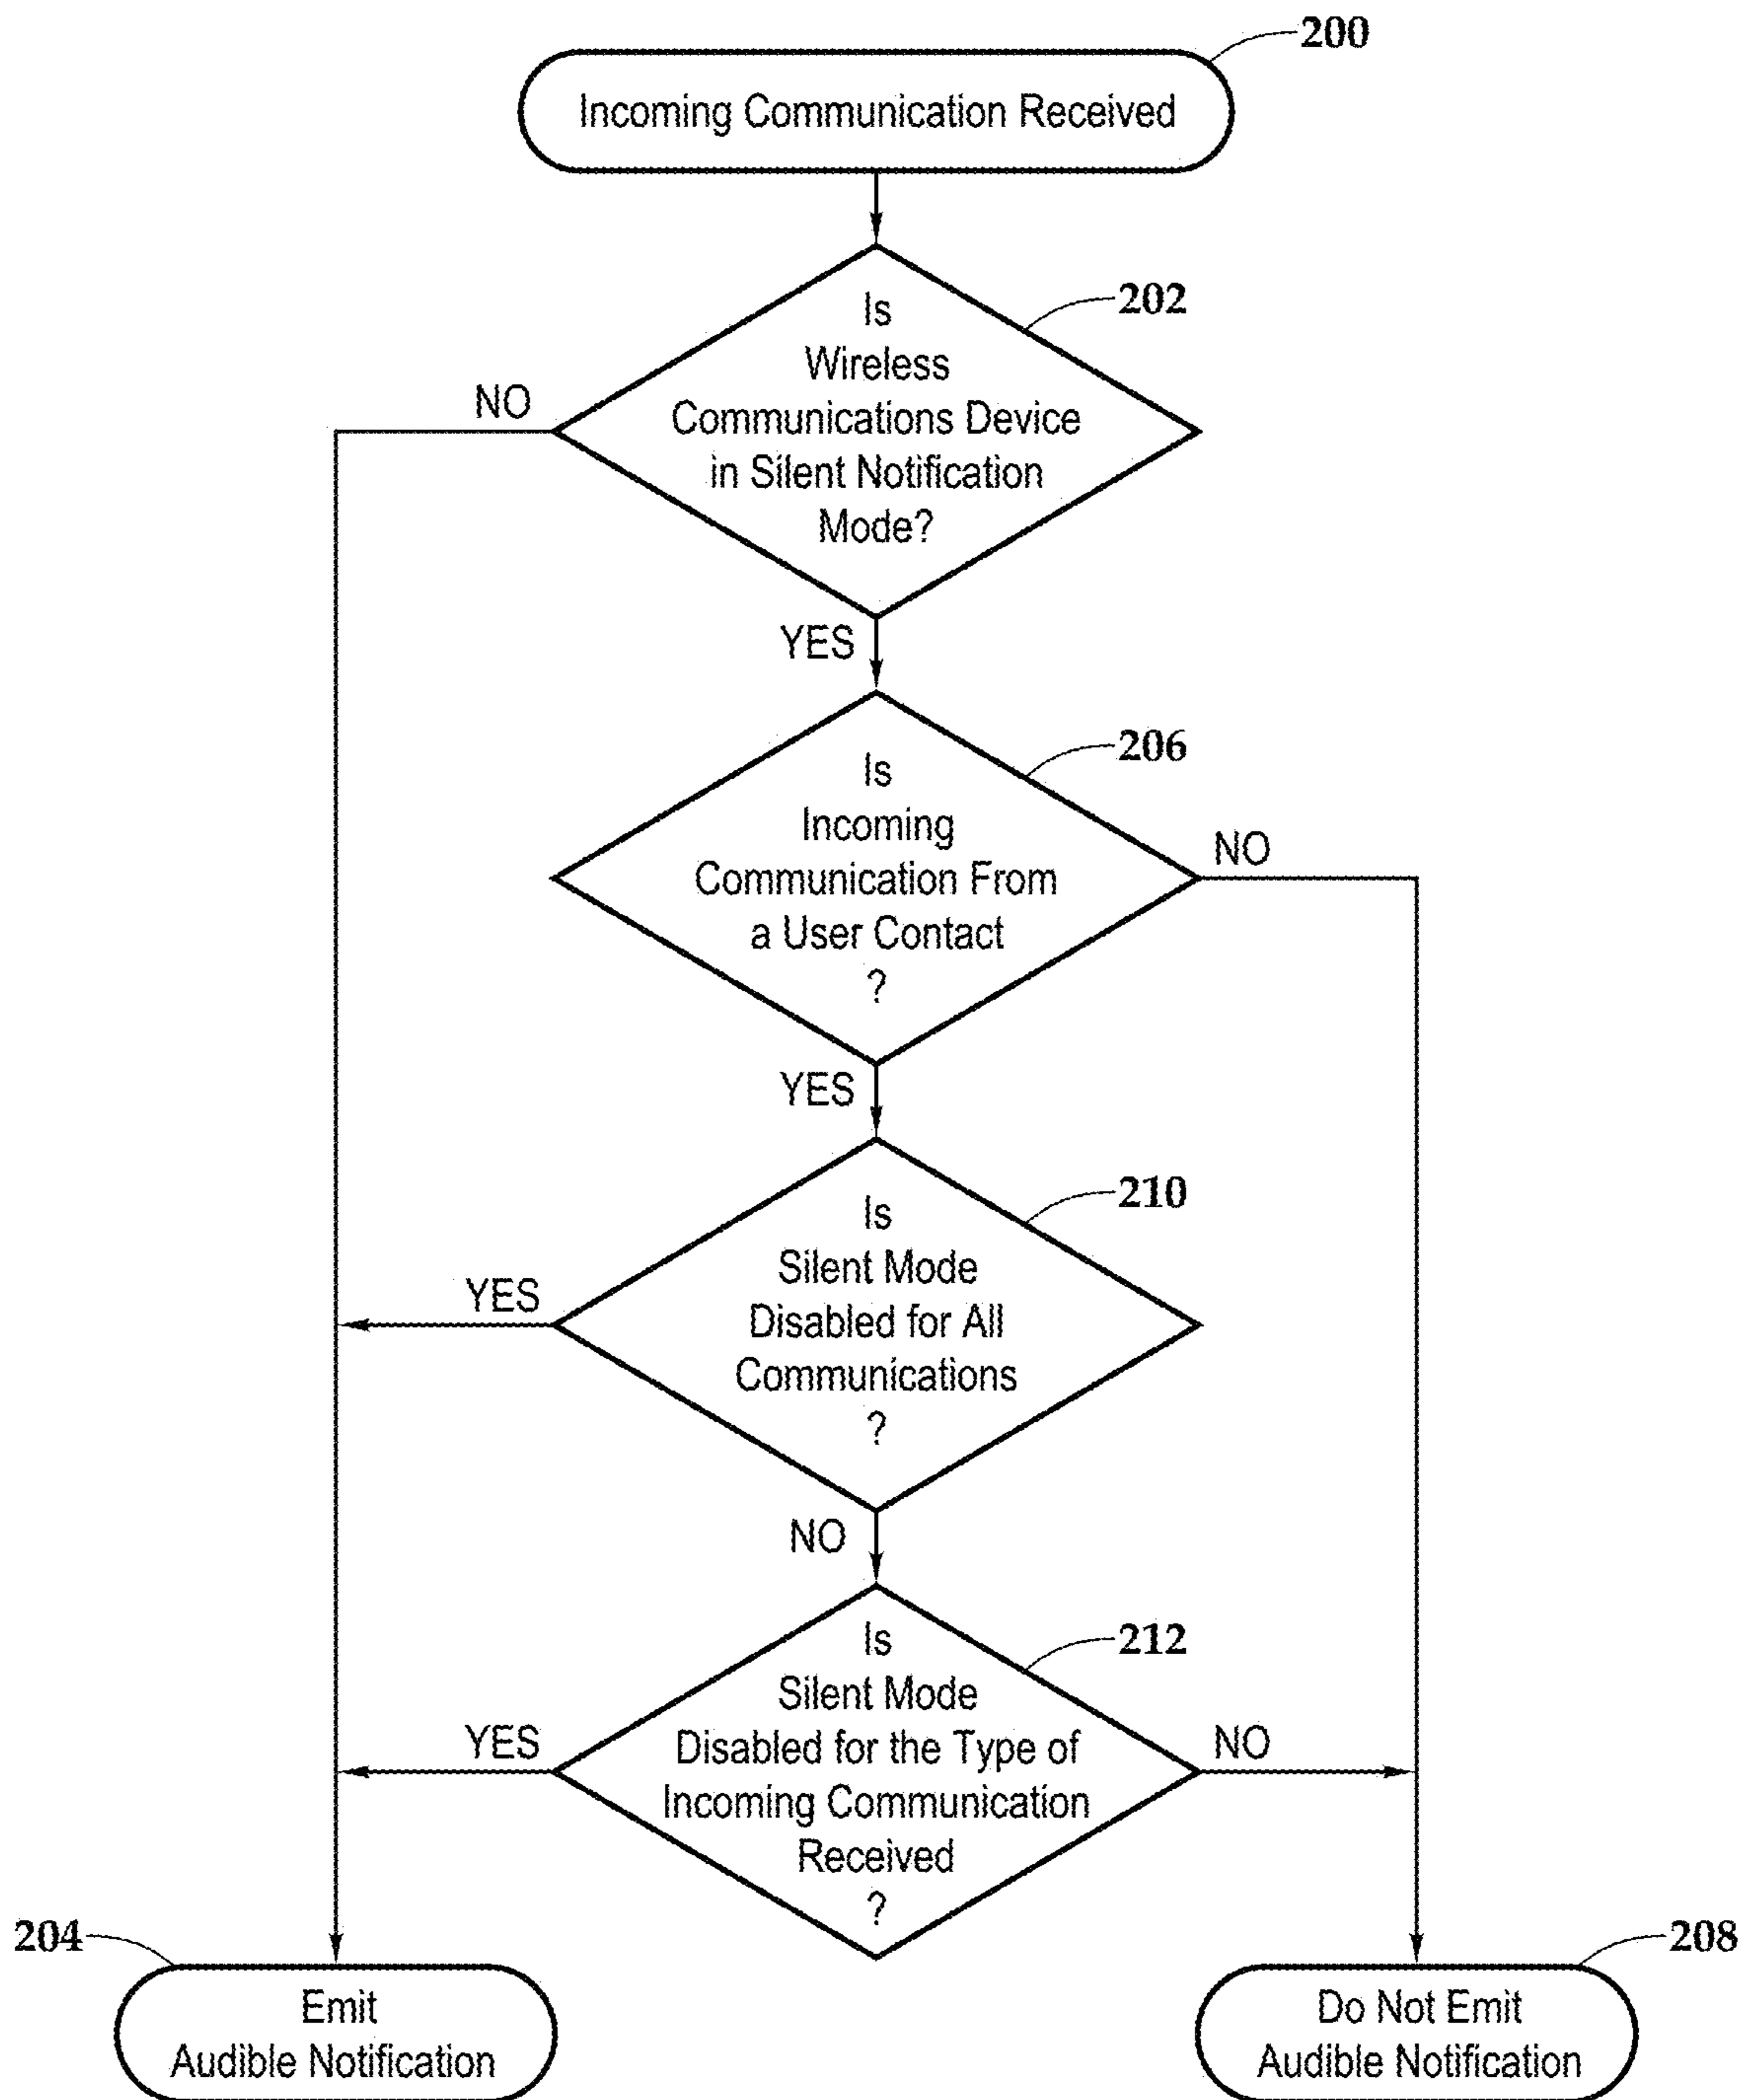 200
Incoming Communication Received
202
Is
Wireless
Communications Device
in Silent Notification
Mode?
NO
YES
206
Is
Incoming
Communication From
a User Contact
?
NO
YES
210
Is
Silent Mode
Disabled for All
Communications
?
YES
NO
212
Is
Silent Mode
Disabled for the Type of
Incoming Communication
Received
?
YES
NO
204
Emit
Audible Notification
208
Do Not Emit
Audible Notification